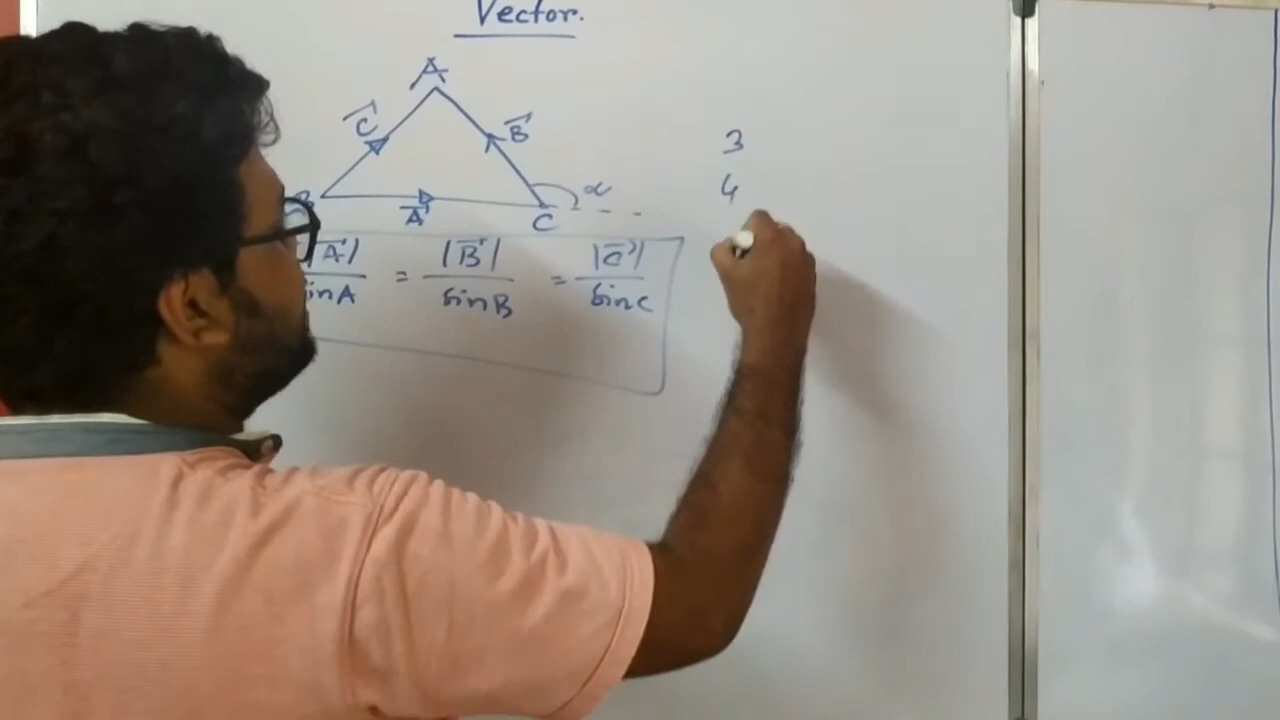 Vector.
A
C⃗ B⃗
B A⃗ C α
|A⃗| / sinA = |B⃗| / sinB = |C⃗| / sinC
3
4